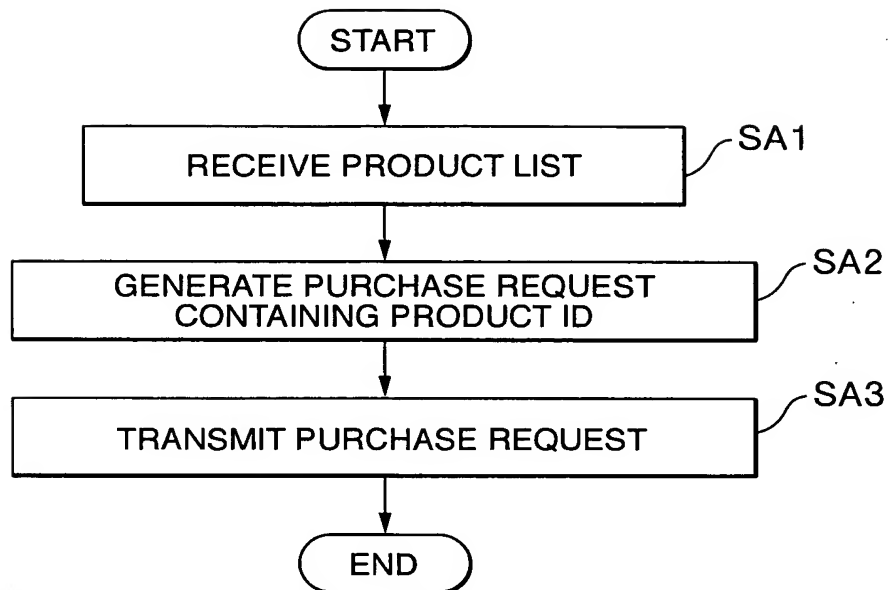 START
RECEIVE PRODUCT LIST
SA1
GENERATE PURCHASE REQUEST
CONTAINING PRODUCT ID
SA2
TRANSMIT PURCHASE REQUEST
SA3
END